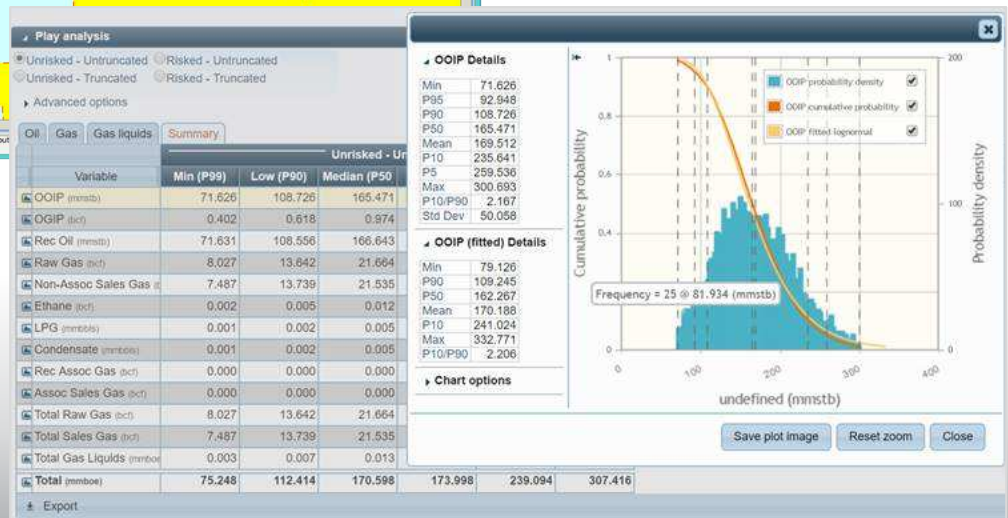 Play analysis
Unrisked - Untruncated Risked - Untruncated
Unrisked - Truncated Risked - Truncated
Advanced options
Oil Gas Gas liquids Summary
Unrisked - Un
Variable Min (P99) Low (P90) Median (P50
OOIP (mmstb) 71.626 108.726 165.471
OGIP (bcf) 0.402 0.618 0.974
Rec Oil (mmstb) 71.631 108.556 166.643
Raw Gas (bcf) 8.027 13.642 21.664
Non-Assoc Sales Gas 7.487 13.739 21.535
Ethane (bcf) 0.002 0.005 0.012
LPG (mmbbls) 0.001 0.002 0.005
Condensate (mmbbls) 0.001 0.002 0.005
Rec Assoc Gas (bcf) 0.000 0.000 0.000
Assoc Sales Gas (bcf) 0.000 0.000 0.000
Total Raw Gas (bcf) 8.027 13.642 21.664
Total Sales Gas (bcf) 7.487 13.739 21.535
Total Gas Liquids (mmboe 0.003 0.007 0.013
Total (mmboe) 75.248 112.414 170.598 173.998 239.094 307.416
Export
OOIP Details
Min 71.626
P95 92.948
P90 108.726
P50 165.471
Mean 169.512
P10 235.641
P5 259.536
Max 300.693
P10/P90 2.167
Std Dev 50.058
OOIP (fitted) Details
Min 79.126
P90 109.245
P50 162.267
Mean 170.188
P10 241.024
Max 332.771
P10/P90 2.206
Chart options
OOIP probability density
OOIP cumulative probability
OOIP fitted lognormal
Cumulative probability
1
0.8
0.6
0.4
0
Probability density
200
100
0
Frequency = 25 @ 81.934 (mmstb)
0 100 200 300 400
undefined (mmstb)
Save plot image Reset zoom Close